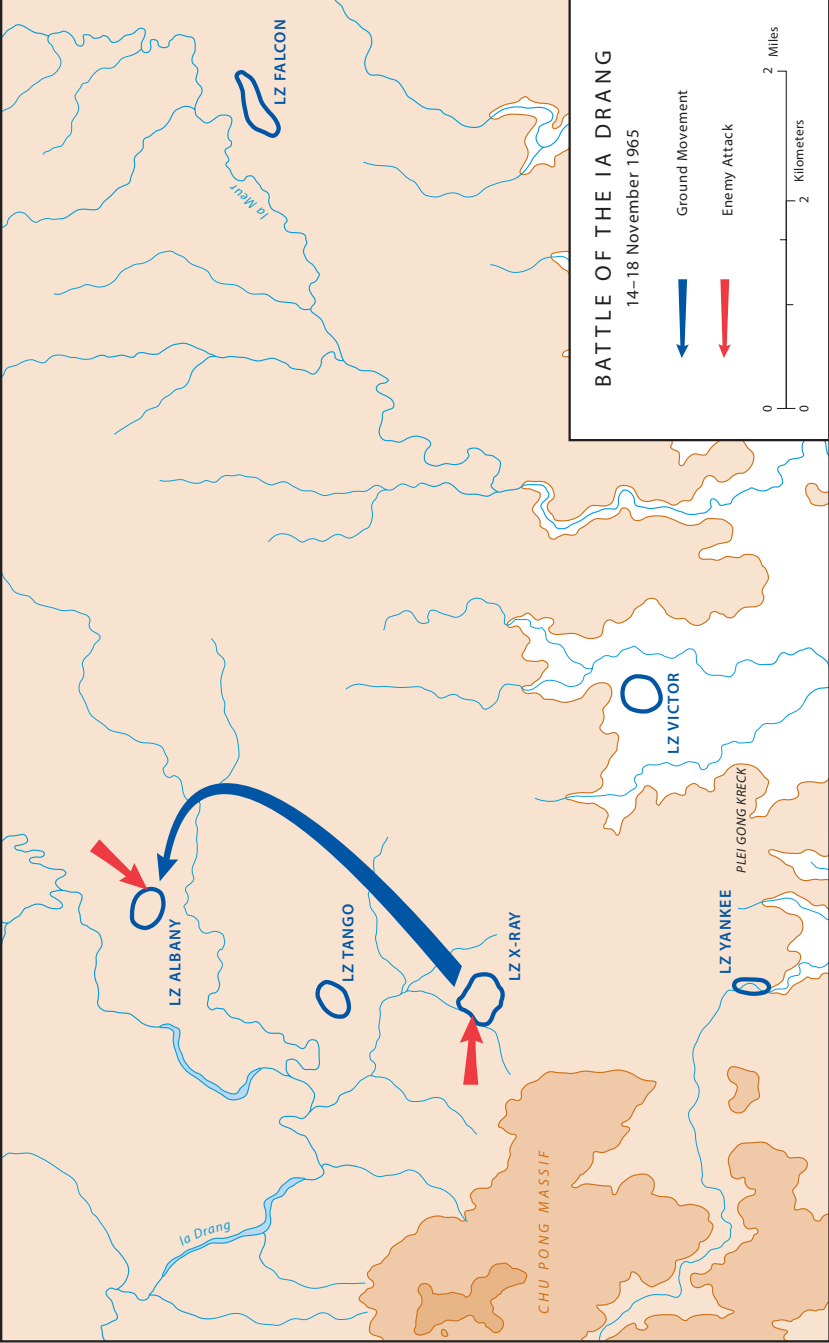 LZ FALCON
Ia Meur
LZ ALBANY
LZ TANGO
LZ X-RAY
LZ VICTOR
PLEI GONG KRECK
LZ YANKEE
Ia Drang
CHU PONG MASSIF
BATTLE OF THE IA DRANG
14–18 November 1965
Ground Movement
Enemy Attack
0 2 Miles
0 2 Kilometers